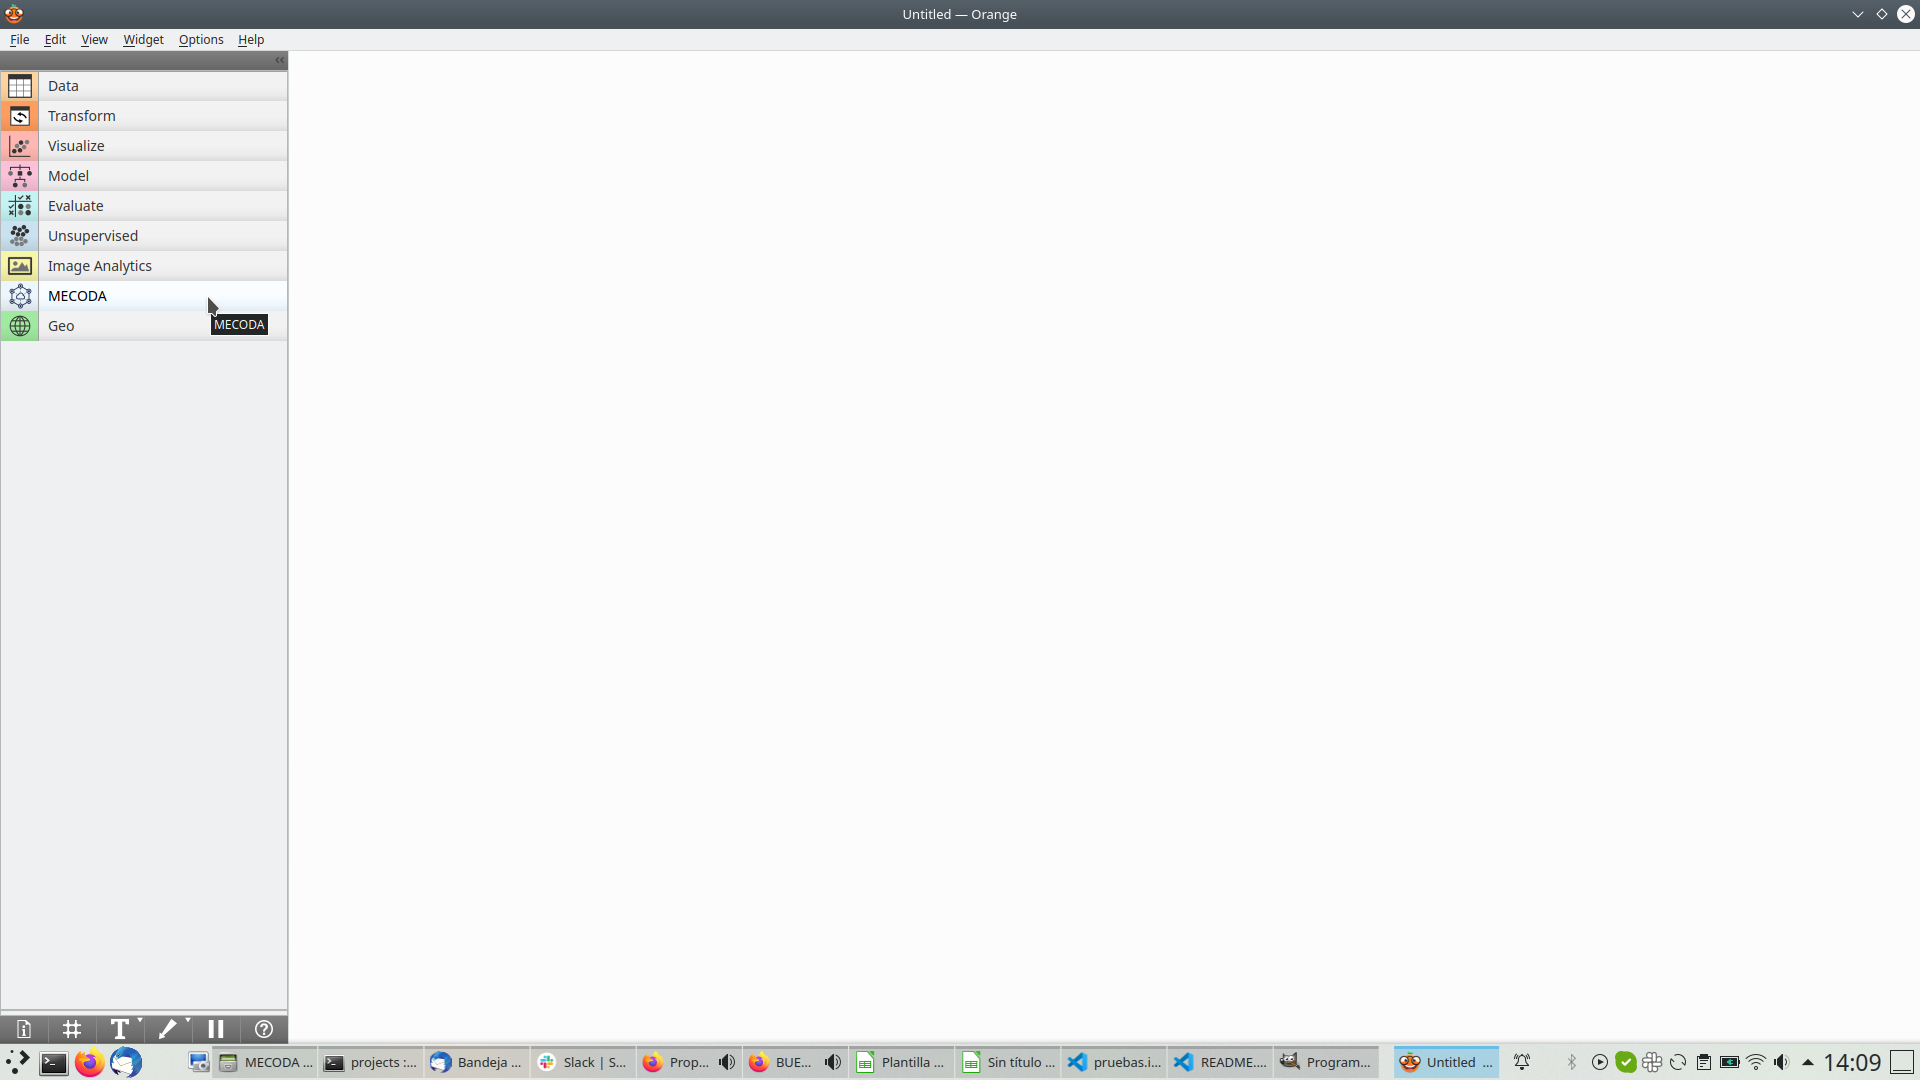 Untitled — Orange
File Edit View Widget Options Help
Data
Transform
Visualize
Model
Evaluate
Unsupervised
Image Analytics
MECODA
MECODA
Geo
MECODA ... projects :... Bandeja ... Slack | S... Prop... BUE... Plantilla ... Sin título ... pruebas.i... README.... Program... Untitled ... 14:09